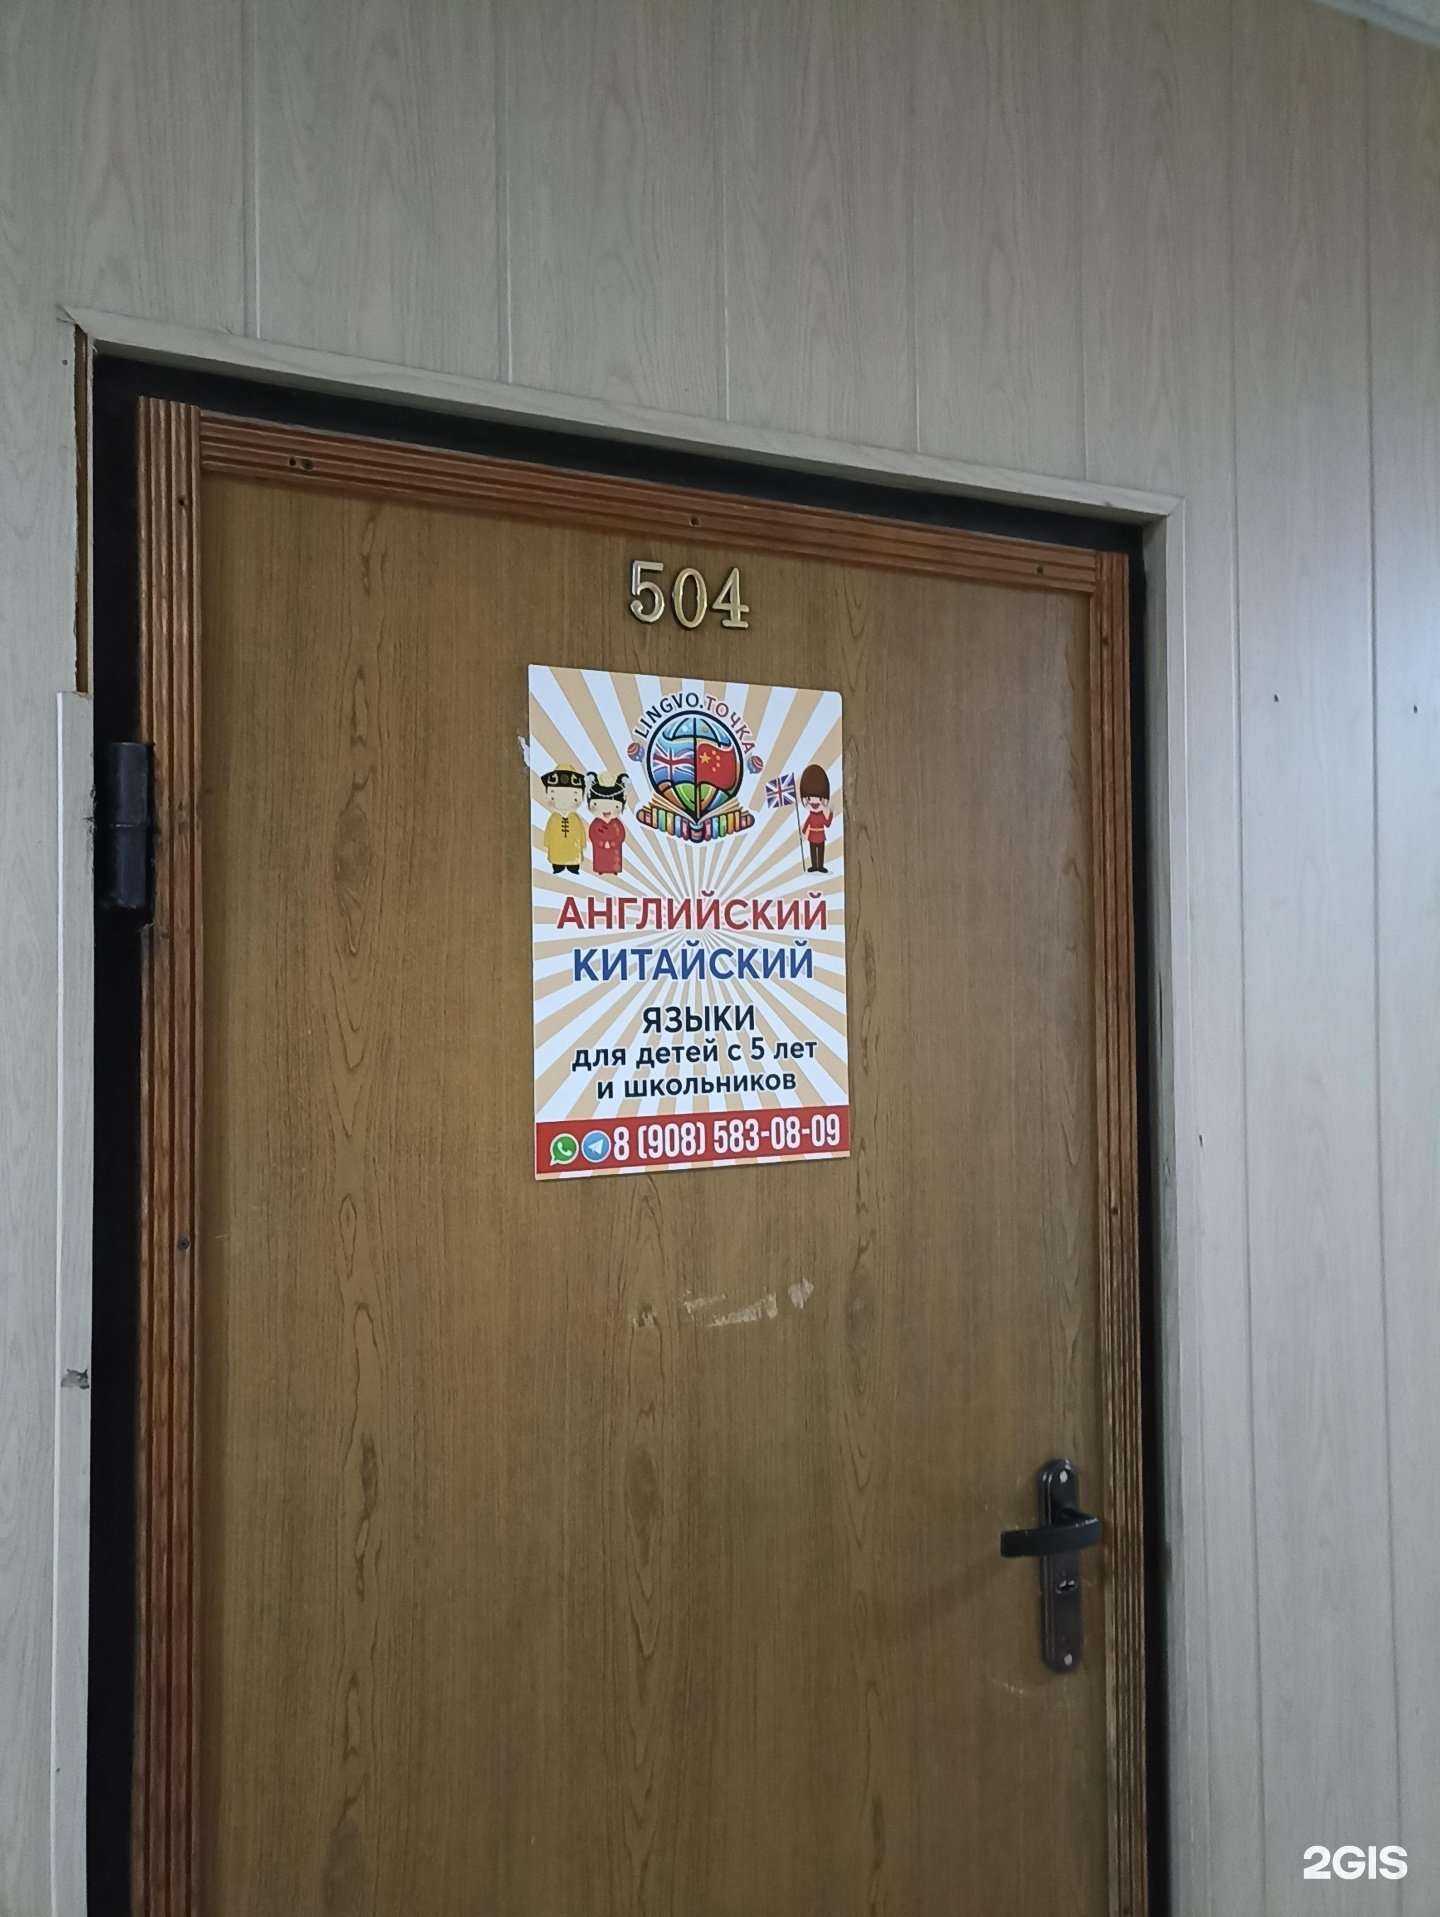 504
LINGVO.ТОЧКА
АНГЛИЙСКИЙ
КИТАЙСКИЙ
ЯЗЫКИ
для детей с 5 лет
и школьников
8 (908) 583-08-09
2GIS